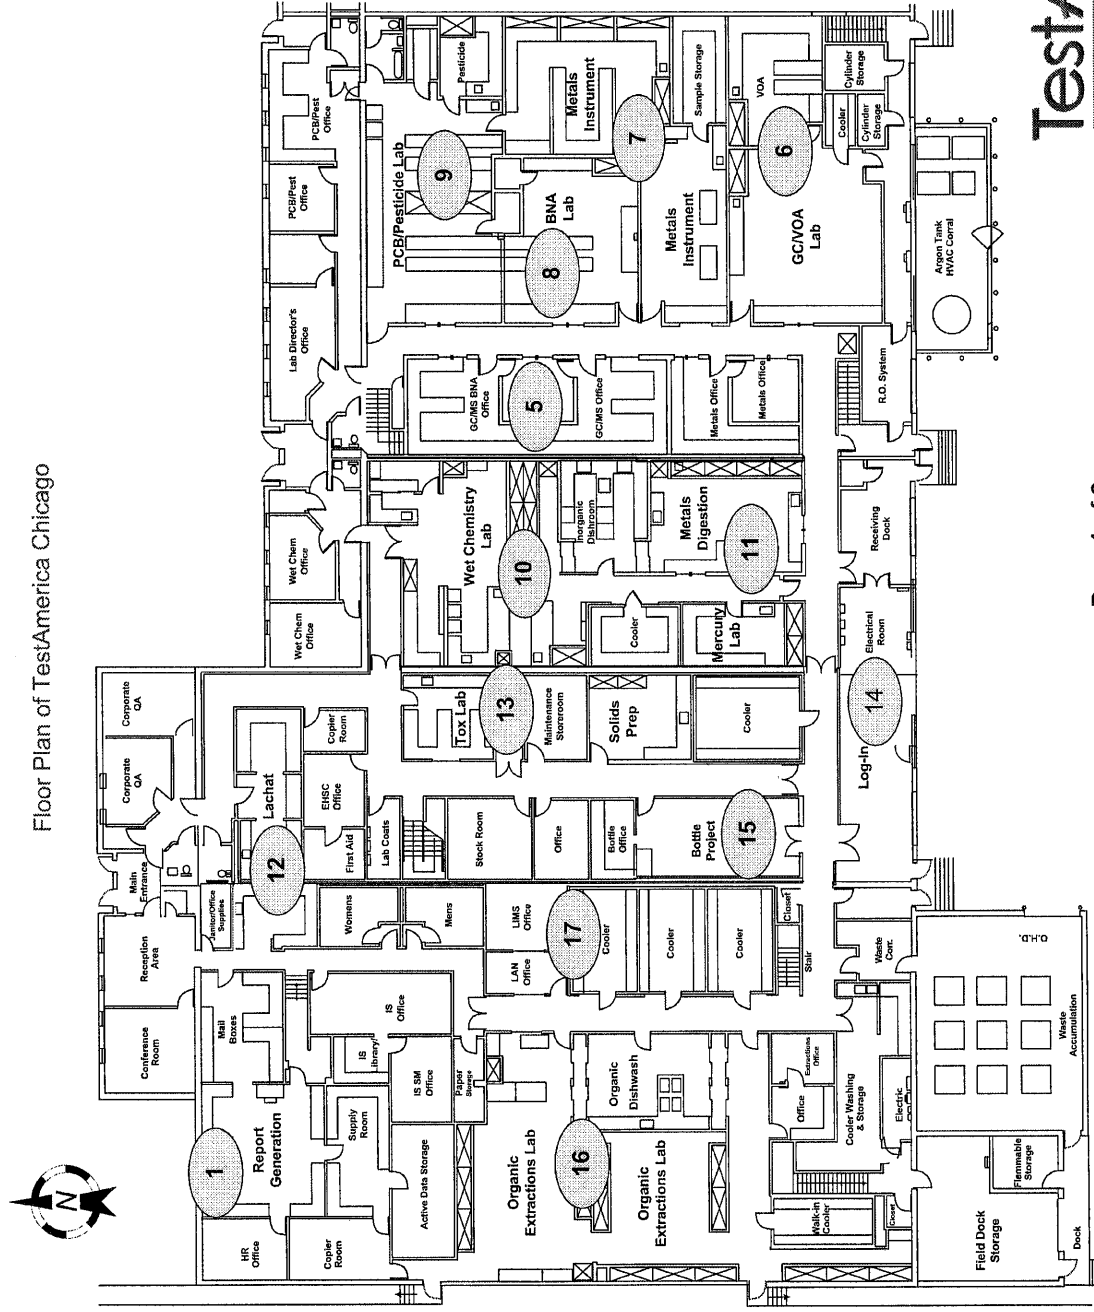 Floor Plan of TestAmerica Chicago
TestA
N
Corporate
QA
Corporate
QA
Main
Entrance
Reception
Area
Conference
Room
Janitor/Office
Supplies
Mail
Boxes
1
Report
Generation
HR
Office
Copier
Room
Supply
Room
IS
Library
IS
Office
IS SM
Office
Paper
Storage
Active Data Storage
Womens
Mens
12
Lachat
Copier
Room
EHSC
Office
First Aid
Lab Coats
Stock Room
Office
Bottle
Office
Bottle
Project
15
LIMS
Office
LAN
Office
17
Cooler
Cooler
Cooler
Closet
Stair
Organic
Extractions Lab
16
Organic
Extractions Lab
Organic
Dishwash
Extractions
Office
Office
Cooler Washing
& Storage
Electric
Walk-in
Cooler
Closet
Waste
Con.
O.H.D.
Waste
Accumulation
Flammable
Storage
Field Dock
Storage
Dock
Wet Chem
Office
Wet Chem
Office
Wet Chemistry
Lab
10
Inorganic
Dishroom
Metals
Digestion
11
Cooler
Mercury
Lab
Tox Lab
13
Maintenance
Storeroom
Solids
Prep
Cooler
Log-In
14
Electrical
Room
Receiving
Dock
Lab Director's
Office
PCB/Pest
Office
PCB/Pest
Office
PCB/Pesticide Lab
9
Pesticide
BNA
Lab
8
Metals
Instrument
7
Metals
Instrument
Sample Storage
VOA
6
GC/VOA
Lab
Cooler
Cylinder
Storage
Cylinder
Storage
GC/MS BNA
Office
5
GC/MS Office
Metals Office
Metals Office
R.O. System
Argon Tank
HVAC Corral